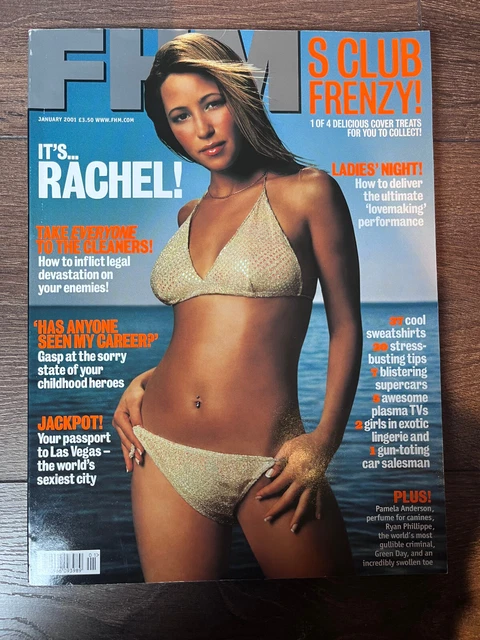 FHM
JANUARY 2001 £3.50 WWW.FHM.COM
S CLUB
FRENZY!
1 OF 4 DELICIOUS COVER TREATS
FOR YOU TO COLLECT!
IT'S...
RACHEL!
LADIES' NIGHT!
How to deliver
the ultimate
'lovemaking'
performance
TAKE EVERYONE
TO THE CLEANERS!
How to inflict legal
devastation on
your enemies!
'HAS ANYONE
SEEN MY CAREER?'
Gasp at the sorry
state of your
childhood heroes
JACKPOT!
Your passport
to Las Vegas –
the world's
sexiest city
cool
sweatshirts
stress-
busting tips
blistering
supercars
awesome
plasma TVs
2 girls in exotic
lingerie and
1 gun-toting
car salesman
PLUS!
Pamela Anderson,
perfume for canines,
Ryan Phillippe,
the world's most
gullible criminal,
Green Day, and an
incredibly swollen toe
01